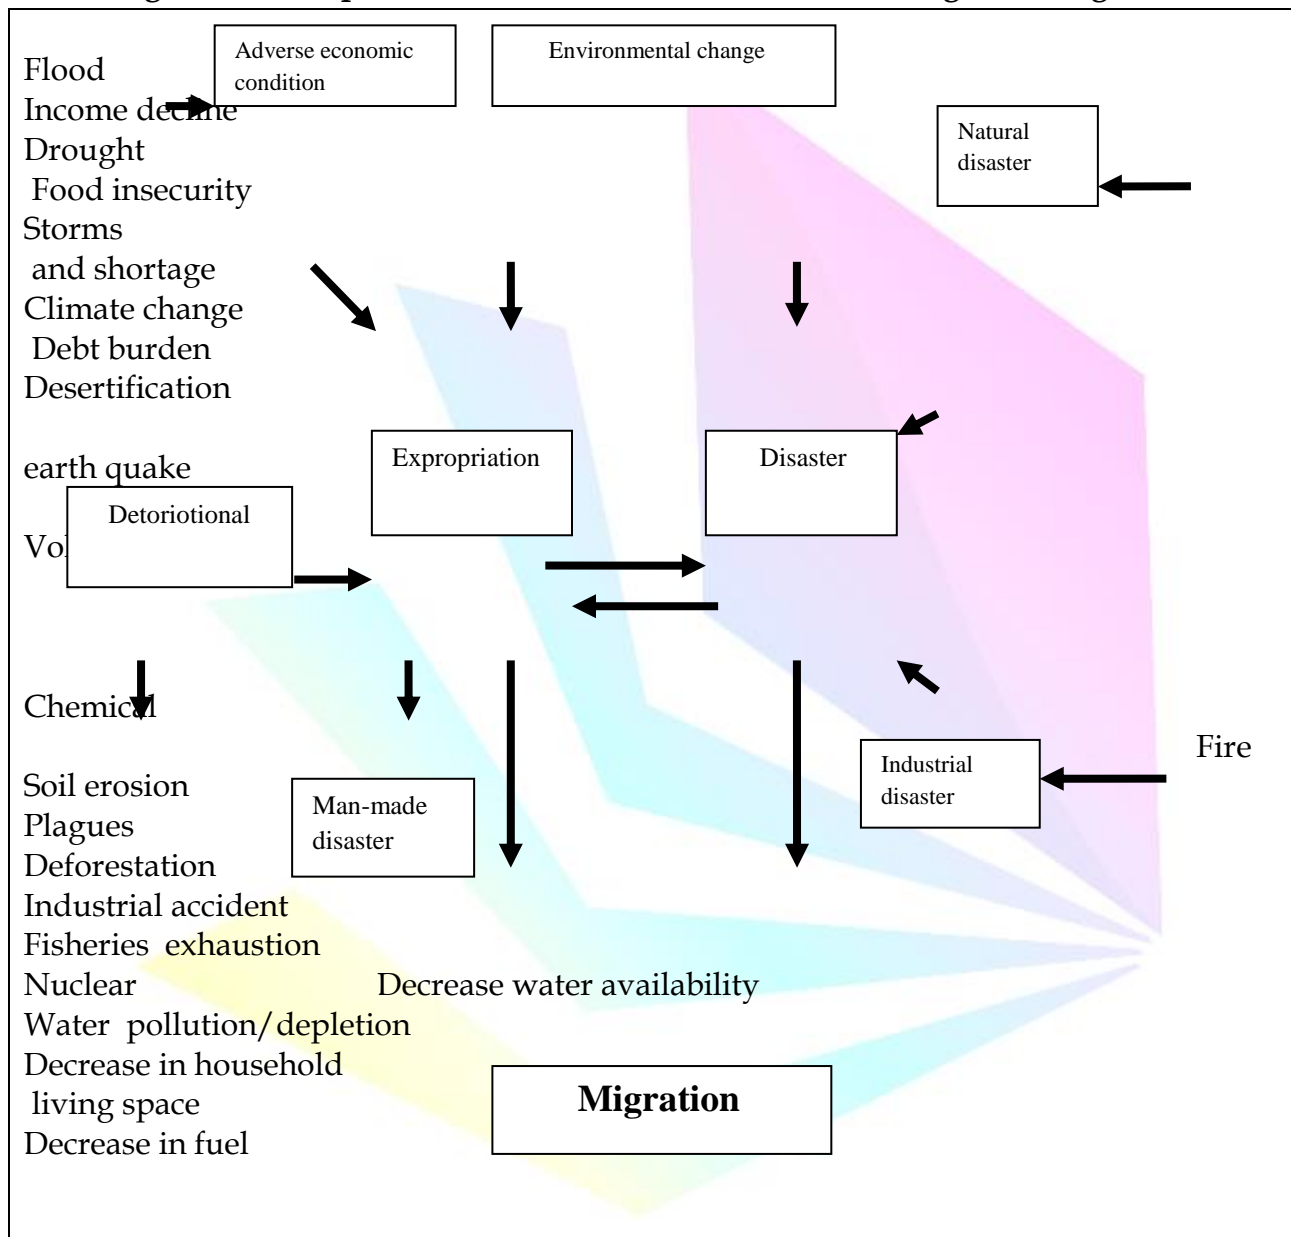 Adverse economic
condition
Environmental change
Flood
Income decline
Drought
Natural
disaster
Food insecurity
Storms
and shortage
Climate change
Debt burden
Desertification
Expropriation
Disaster
earth quake
Detoriotional
Chemical
Fire
Industrial
disaster
Soil erosion
Man-made
disaster
Plagues
Deforestation
Industrial accident
Fisheries exhaustion
Nuclear Decrease water availability
Water pollution/depletion
Decrease in household
living space
Migration
Decrease in fuel